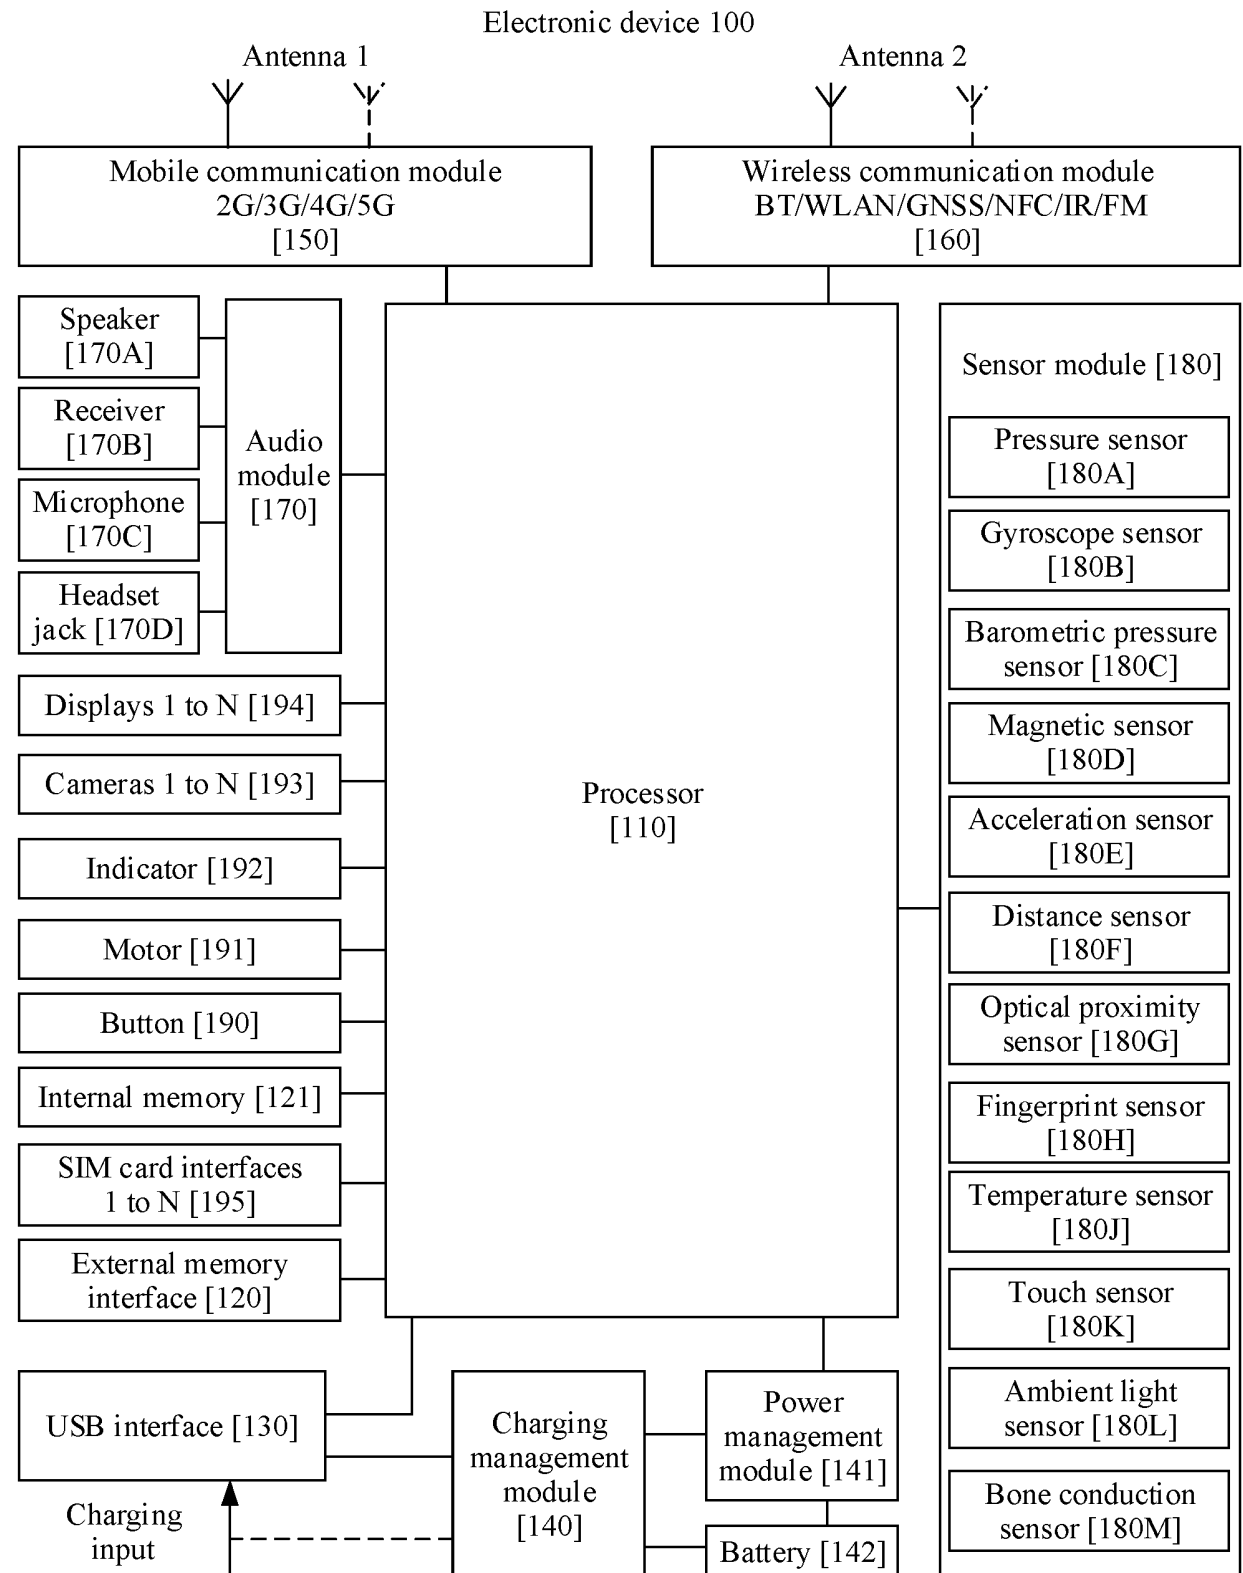 Electronic device 100
Antenna 1
Antenna 2
Mobile communication module
2G/3G/4G/5G
[150]
Wireless communication module
BT/WLAN/GNSS/NFC/IR/FM
[160]
Speaker
[170A]
Receiver
[170B]
Microphone
[170C]
Headset
jack [170D]
Audio
module
[170]
Displays 1 to N [194]
Cameras 1 to N [193]
Indicator [192]
Motor [191]
Button [190]
Internal memory [121]
SIM card interfaces
1 to N [195]
External memory
interface [120]
Processor
[110]
Sensor module [180]
Pressure sensor
[180A]
Gyroscope sensor
[180B]
Barometric pressure
sensor [180C]
Magnetic sensor
[180D]
Acceleration sensor
[180E]
Distance sensor
[180F]
Optical proximity
sensor [180G]
Fingerprint sensor
[180H]
Temperature sensor
[180J]
Touch sensor
[180K]
Ambient light
sensor [180L]
Bone conduction
sensor [180M]
USB interface [130]
Charging
input
Charging
management
module
[140]
Power
management
module [141]
Battery [142]